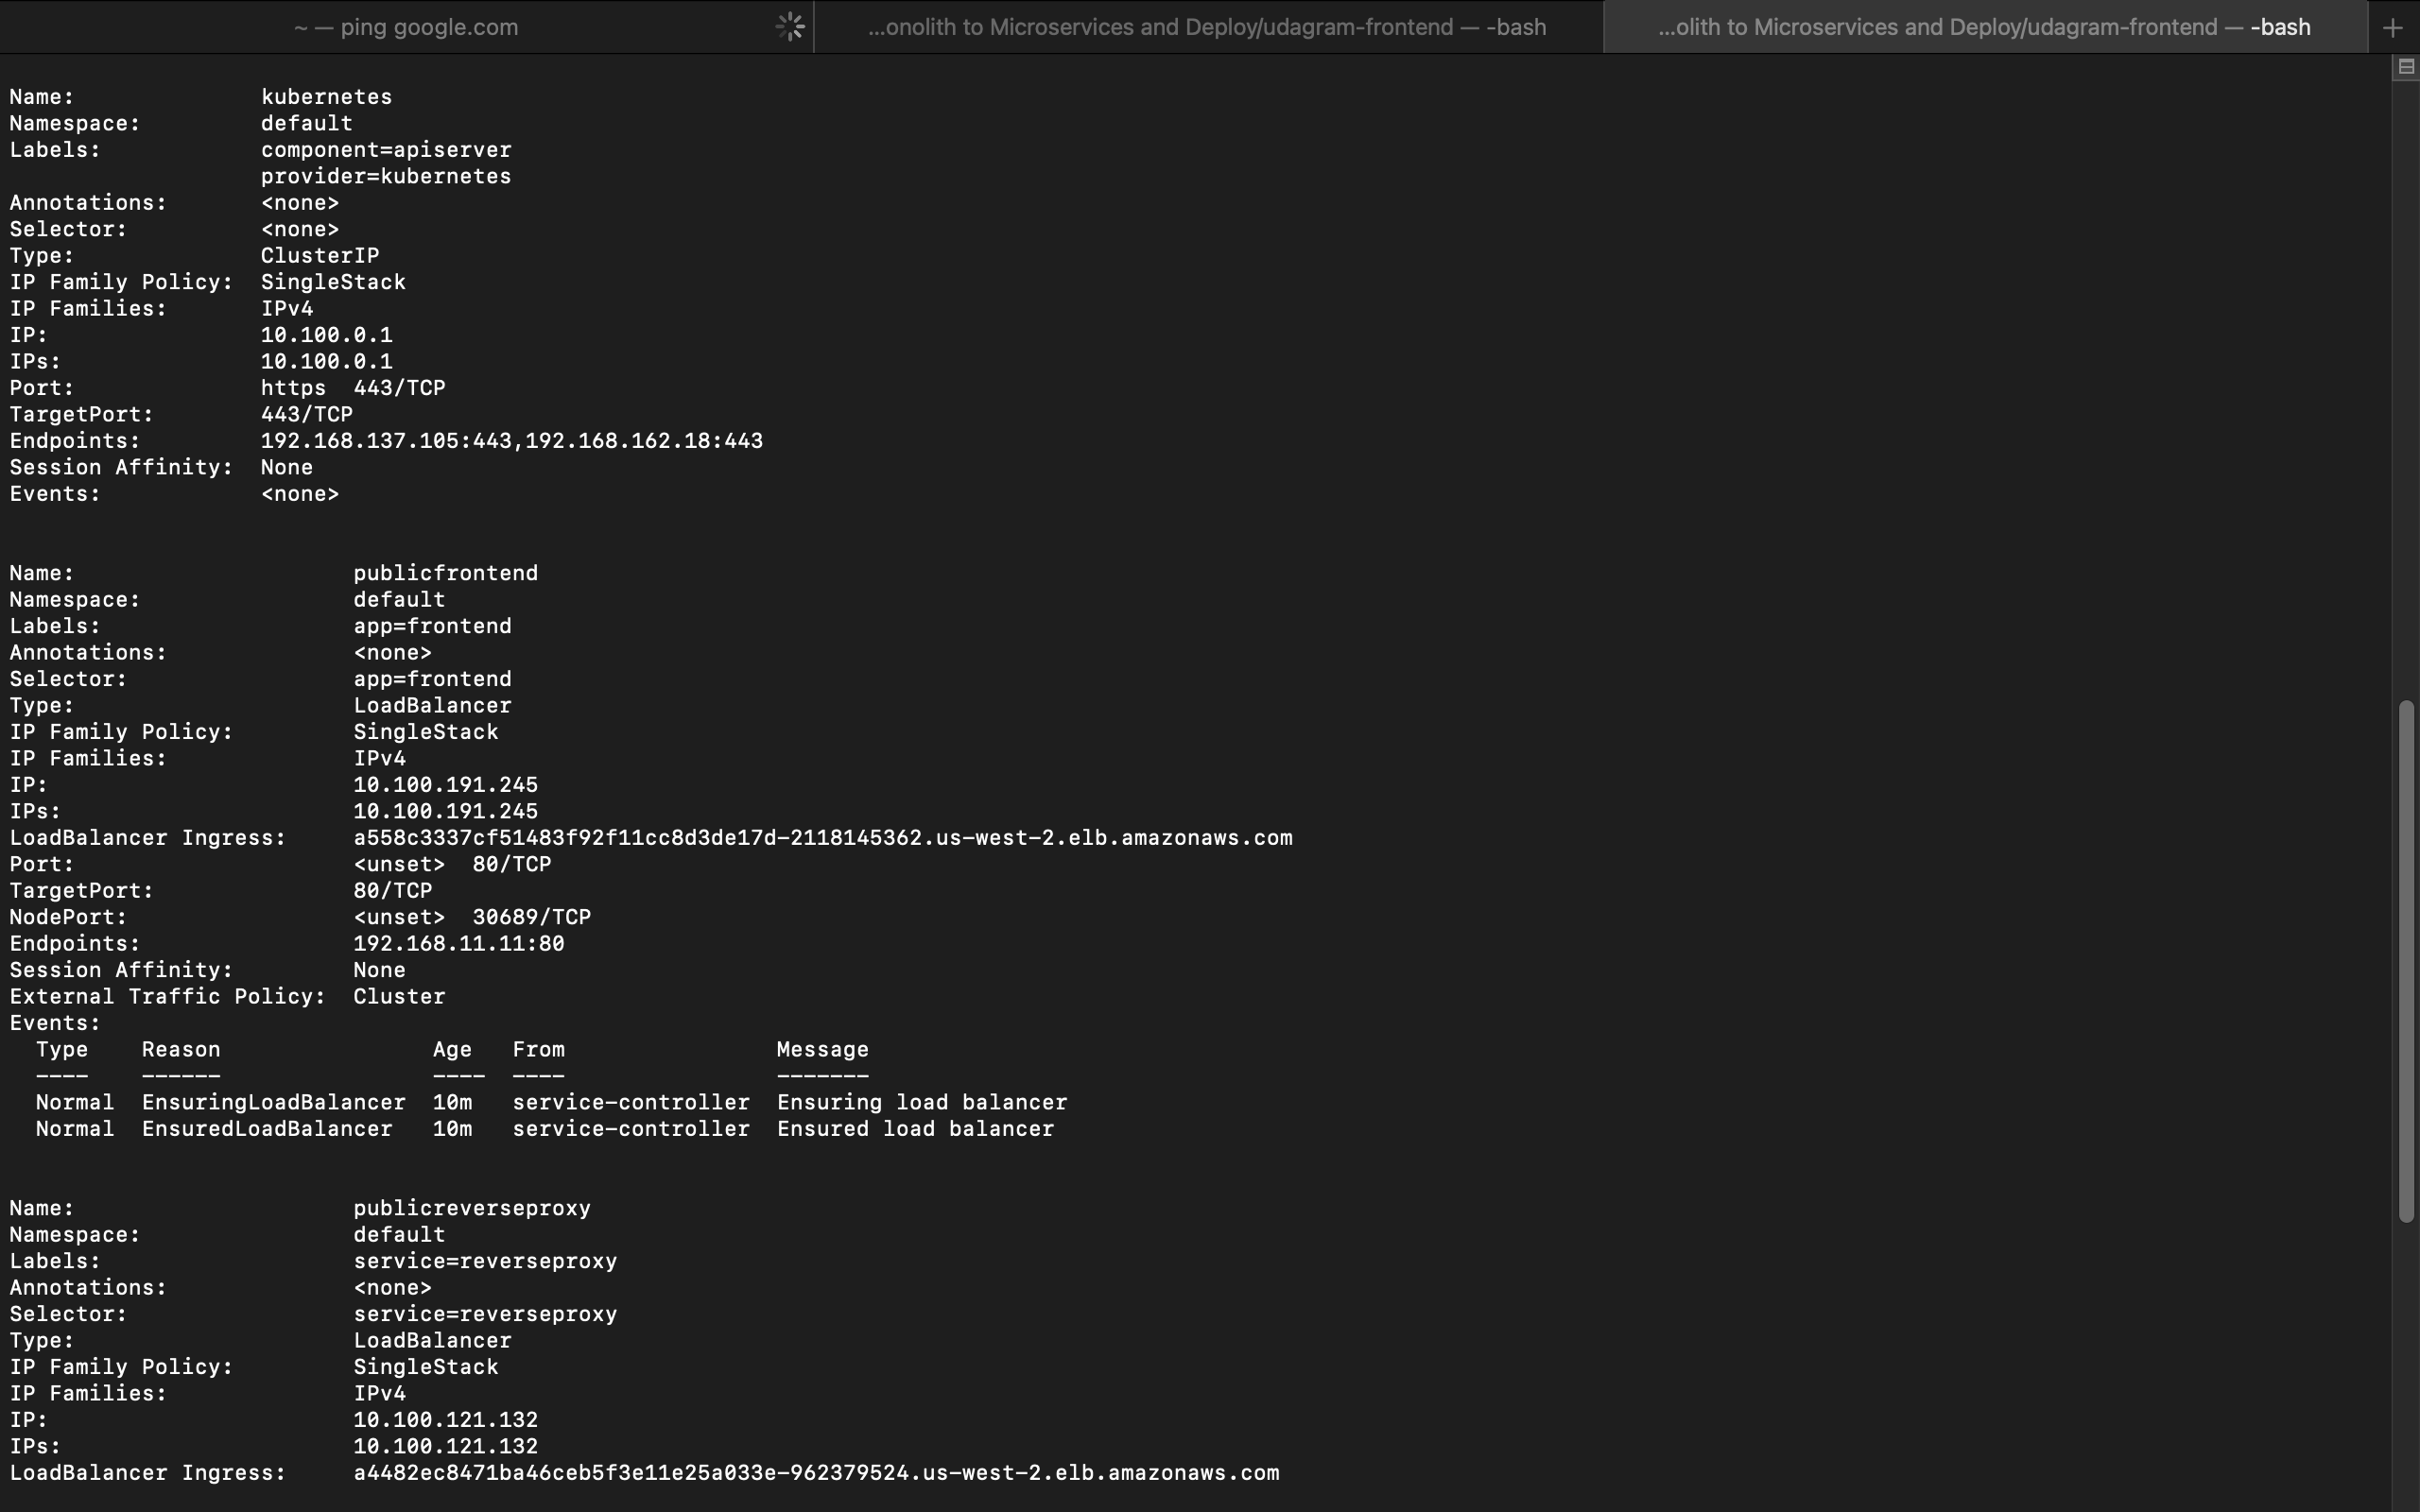 ~ — ping google.com
...onolith to Microservices and Deploy/udagram-frontend — -bash
...olith to Microservices and Deploy/udagram-frontend — -bash
+
Name:              kubernetes
Namespace:         default
Labels:            component=apiserver
                   provider=kubernetes
Annotations:       <none>
Selector:          <none>
Type:              ClusterIP
IP Family Policy:  SingleStack
IP Families:       IPv4
IP:                10.100.0.1
IPs:               10.100.0.1
Port:              https  443/TCP
TargetPort:        443/TCP
Endpoints:         192.168.137.105:443,192.168.162.18:443
Session Affinity:  None
Events:            <none>
Name:                     publicfrontend
Namespace:                default
Labels:                   app=frontend
Annotations:              <none>
Selector:                 app=frontend
Type:                     LoadBalancer
IP Family Policy:         SingleStack
IP Families:              IPv4
IP:                       10.100.191.245
IPs:                      10.100.191.245
LoadBalancer Ingress:     a558c3337cf51483f92f11cc8d3de17d-2118145362.us-west-2.elb.amazonaws.com
Port:                     <unset>  80/TCP
TargetPort:               80/TCP
NodePort:                 <unset>  30689/TCP
Endpoints:                192.168.11.11:80
Session Affinity:         None
External Traffic Policy:  Cluster
Events:
  Type    Reason                Age   From                Message
  ----    ------                ----  ----                -------
  Normal  EnsuringLoadBalancer  10m   service-controller  Ensuring load balancer
  Normal  EnsuredLoadBalancer   10m   service-controller  Ensured load balancer
Name:                     publicreverseproxy
Namespace:                default
Labels:                   service=reverseproxy
Annotations:              <none>
Selector:                 service=reverseproxy
Type:                     LoadBalancer
IP Family Policy:         SingleStack
IP Families:              IPv4
IP:                       10.100.121.132
IPs:                      10.100.121.132
LoadBalancer Ingress:     a4482ec8471ba46ceb5f3e11e25a033e-962379524.us-west-2.elb.amazonaws.com